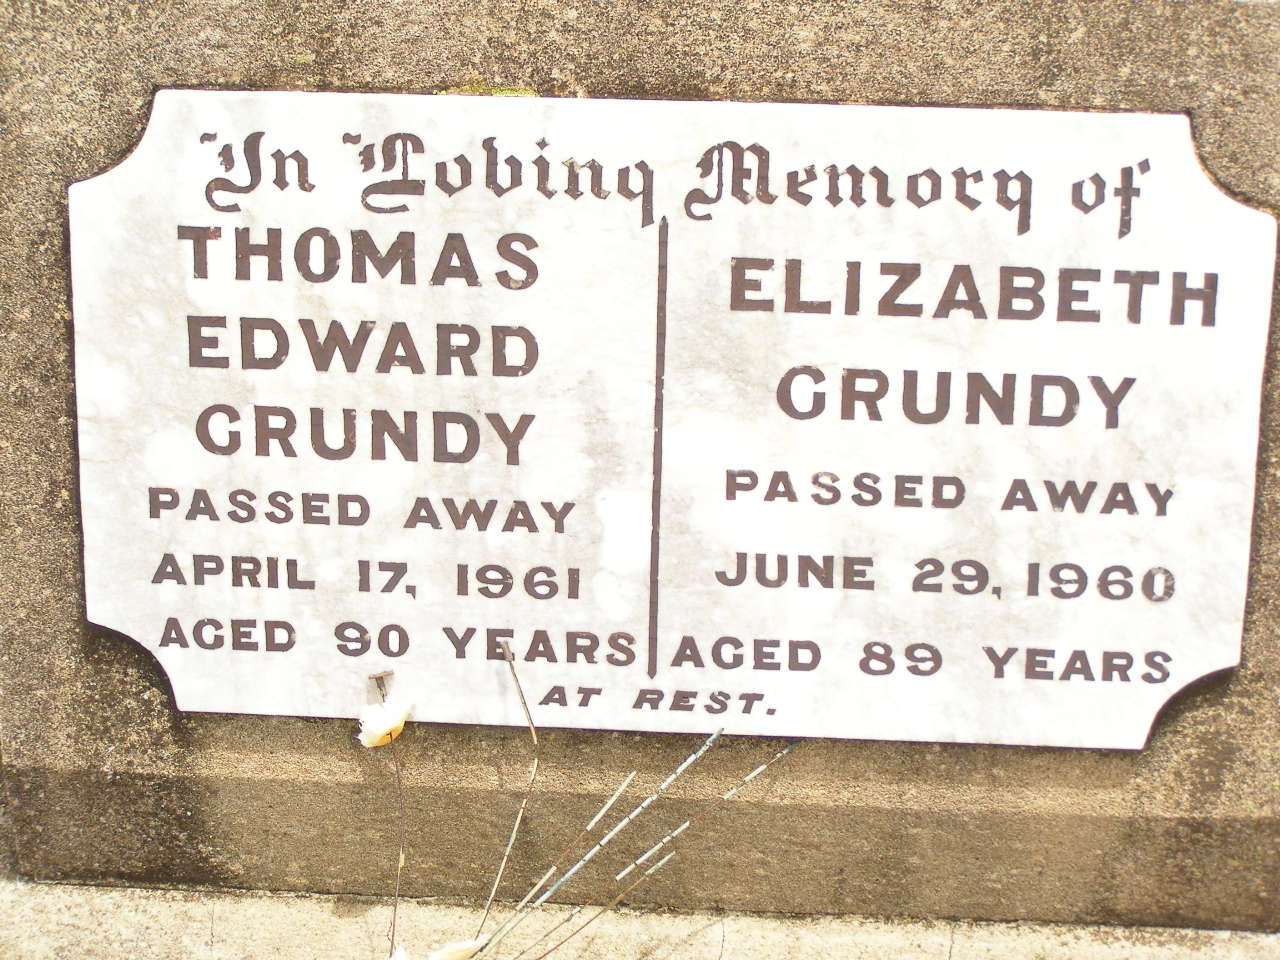 In Loving Memory of
THOMAS
EDWARD
GRUNDY
PASSED AWAY
APRIL 17, 1961
AGED 90 YEARS
ELIZABETH
GRUNDY
PASSED AWAY
JUNE 29, 1960
AGED 89 YEARS
AT REST.